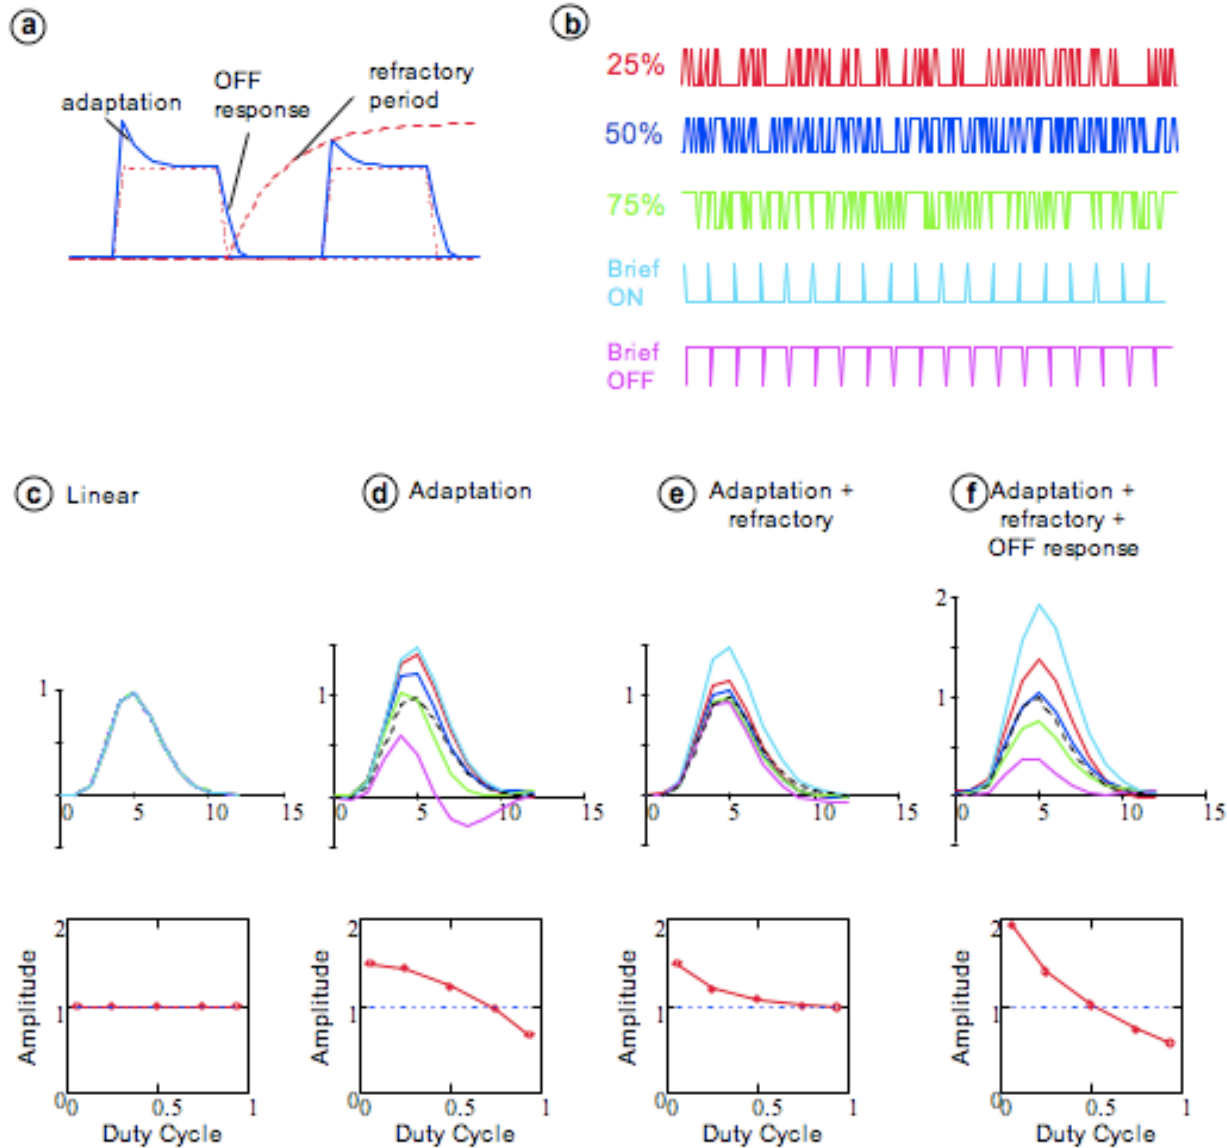 a
adaptation
OFF
response
refractory
period
b
25%
50%
75%
Brief
ON
Brief
OFF
c Linear
d Adaptation
e Adaptation +
refractory
f Adaptation +
refractory +
OFF response
1
0 5 10 15
1
0 5 10 15
1
0 5 10 15
2
1
0 5 10 15
Amplitude
2
1
0
0 0.5 1
Duty Cycle
Amplitude
2
1
0
0 0.5 1
Duty Cycle
Amplitude
2
1
0
0 0.5 1
Duty Cycle
Amplitude
2
1
0
0 0.5 1
Duty Cycle